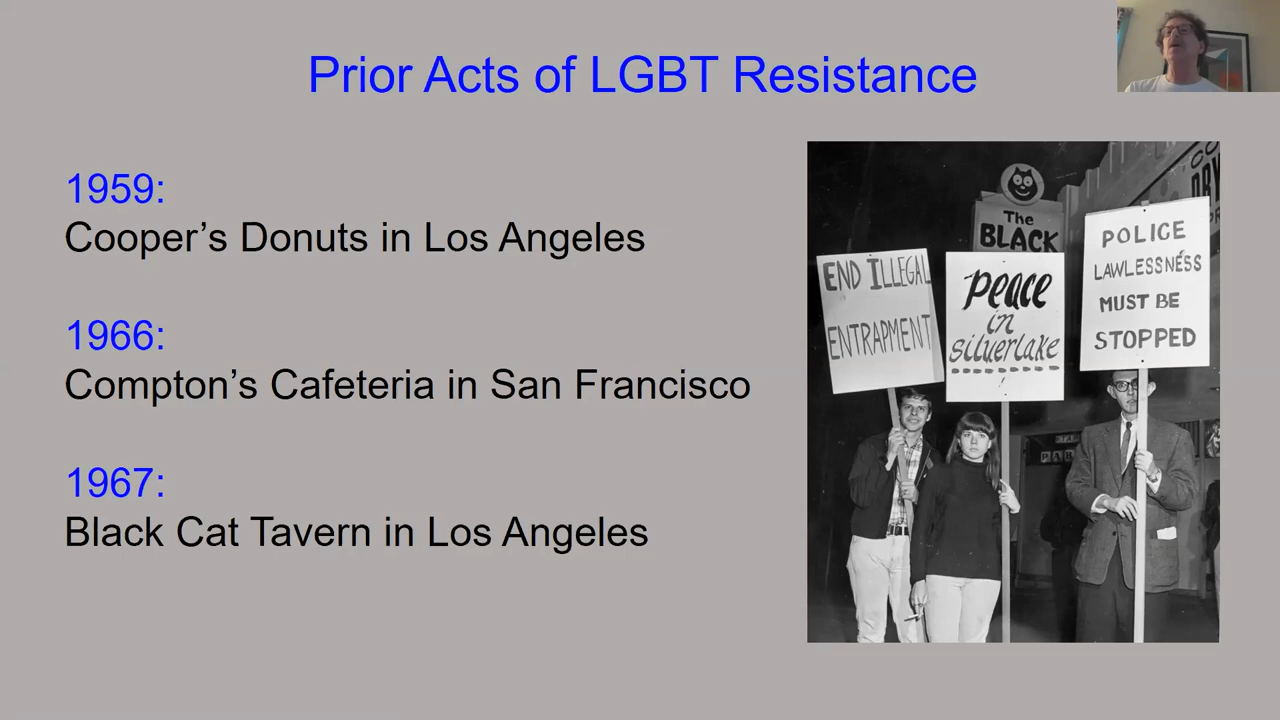 Prior Acts of LGBT Resistance
1959:
Cooper’s Donuts in Los Angeles
1966:
Compton’s Cafeteria in San Francisco
1967:
Black Cat Tavern in Los Angeles
The
BLACK
END ILLEGAL
ENTRAPMENT
peace
in
silverlake
POLICE
LAWLESSNESS
MUST BE
STOPPED